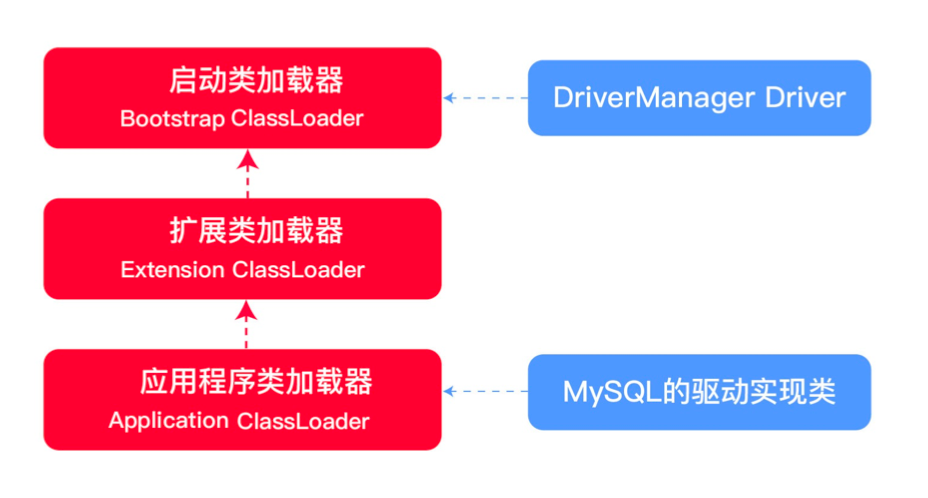 启动类加载器
Bootstrap ClassLoader
DriverManager Driver
扩展类加载器
Extension ClassLoader
应用程序类加载器
Application ClassLoader
MySQL的驱动实现类